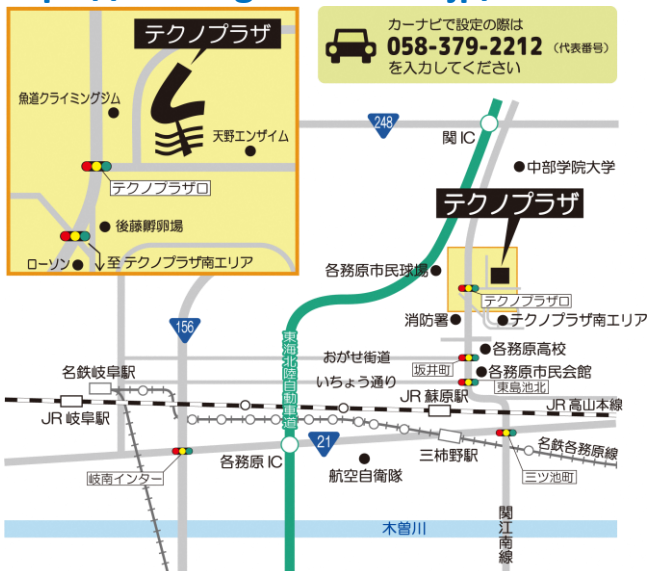 テクノプラザ
魚道クライミングジム
天野エンザイム
テクノプラザ口
後藤孵卵場
ローソン
至 テクノプラザ南エリア
カーナビで設定の際は
058-379-2212 (代表番号)
を入力してください
248
関IC
中部学院大学
テクノプラザ
各務原市民球場
テクノプラザ口
消防署
テクノプラザ南エリア
156
東海北陸自動車道
おがせ街道
各務原高校
坂井町
各務原市民会館
名鉄岐阜駅
いちょう通り
東島池北
JR 蘇原駅
JR 高山本線
JR 岐阜駅
21
各務原IC
三柿野駅
名鉄各務原線
岐南インター
航空自衛隊
三ツ池町
関江南線
木曽川